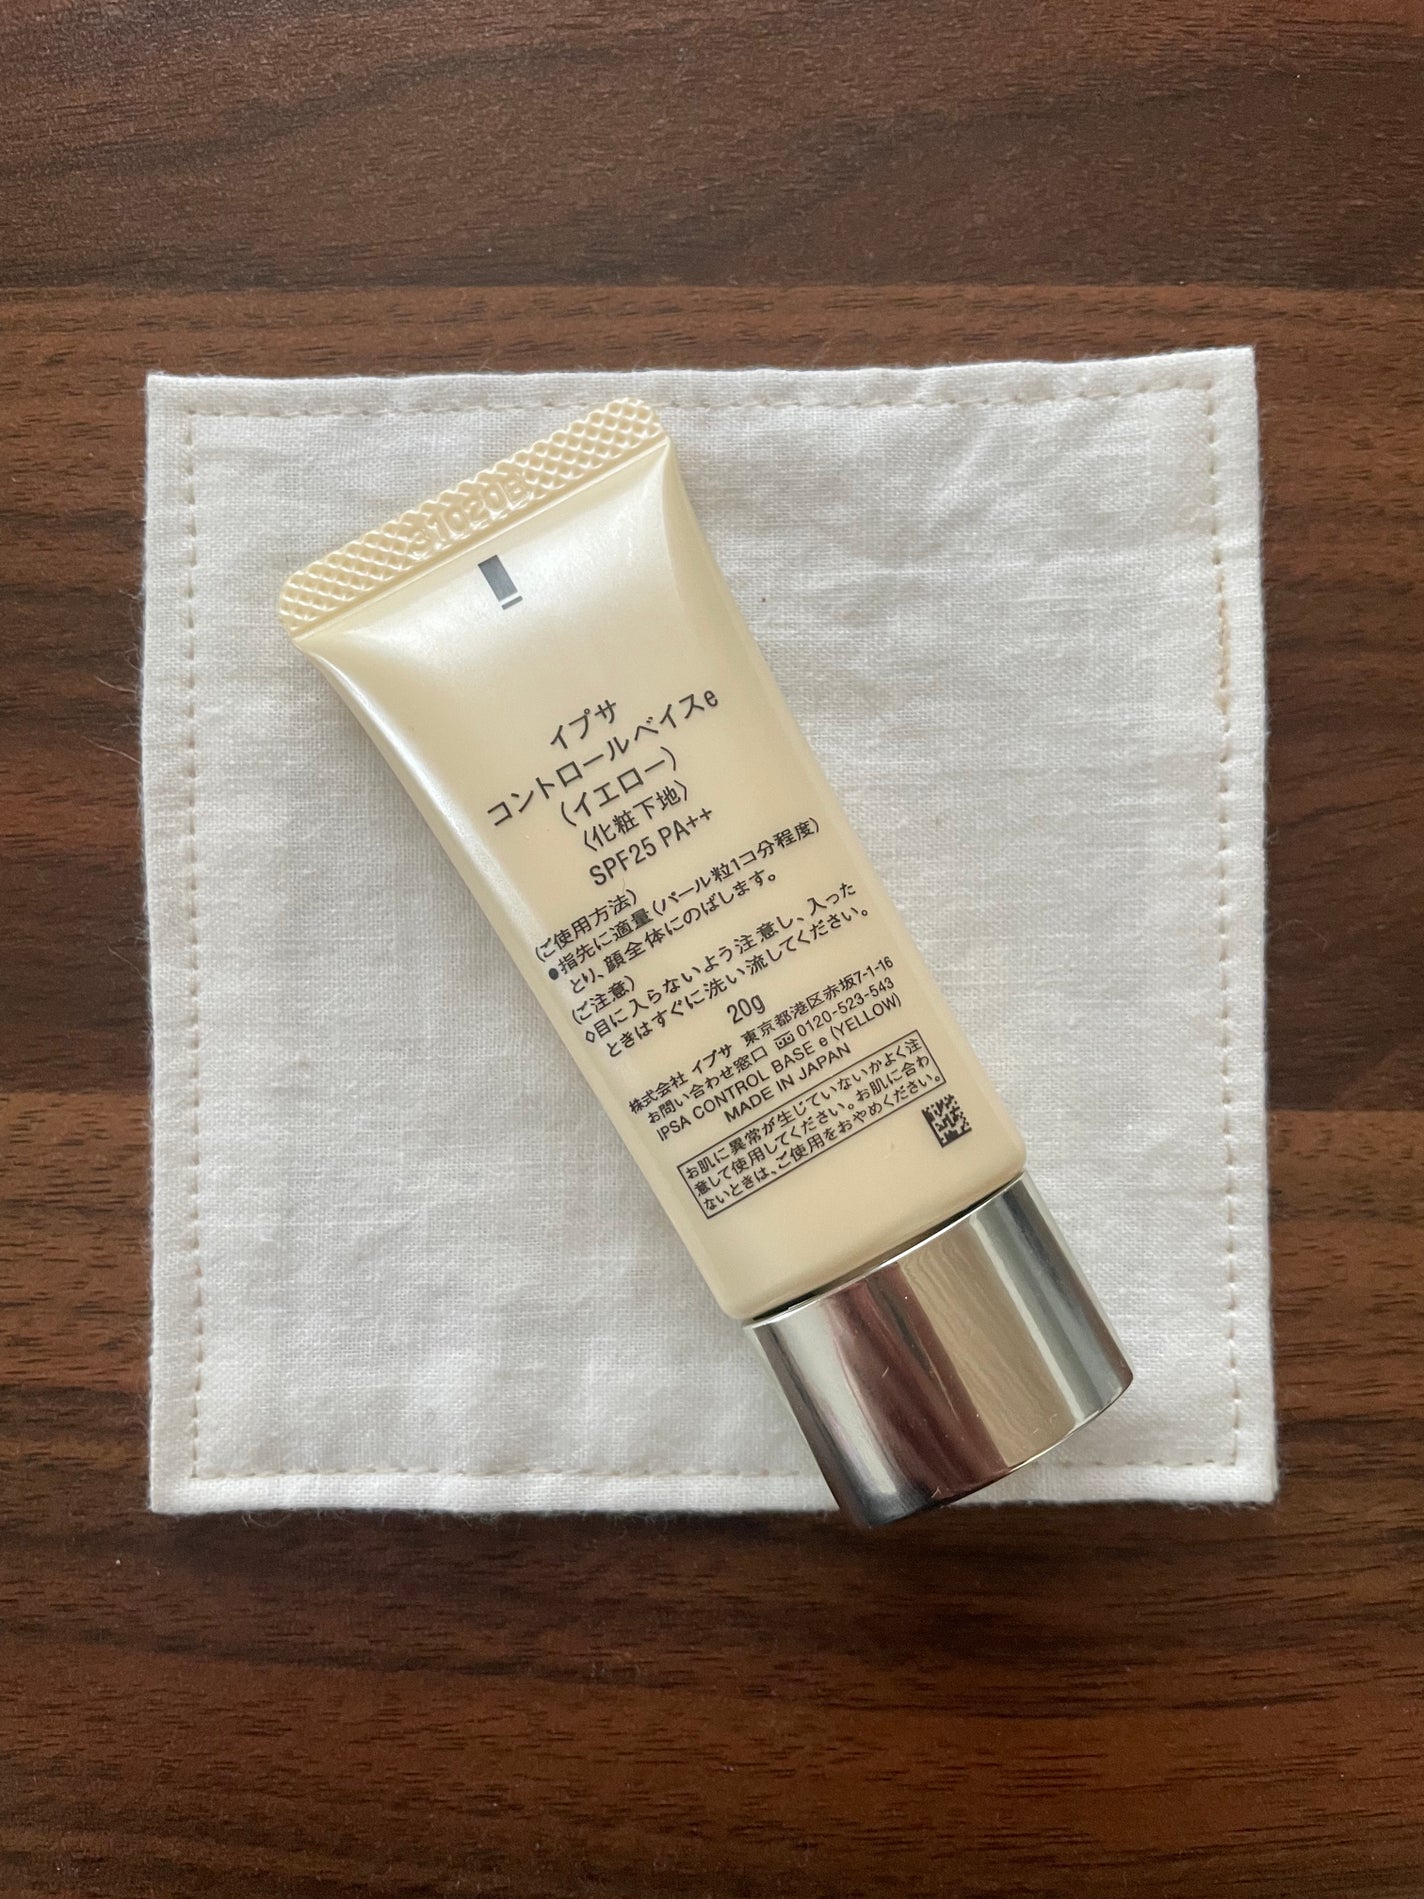 31020B
イプサ
コントロールベイスe
（イエロー）
〈化粧下地〉
SPF25 PA++
（ご使用方法）
●指先に適量（パール粒1コ分程度）
とり、顔全体にのばします。
（ご注意）
◇目に入らないよう注意し、入った
ときはすぐに洗い流してください。
20g
株式会社 イプサ 東京都港区赤坂7-1-16
お問い合わせ窓口 0120-523-543
IPSA CONTROL BASE e (YELLOW)
MADE IN JAPAN
お肌に異常が生じていないかよく注
意して使用してください。お肌に合わ
ないときは、ご使用をおやめください。